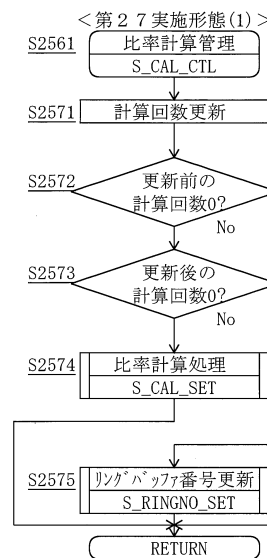 <第27実施形態(1)>
S2561
比率計算管理
S_CAL_CTL
S2571
計算回数更新
S2572
更新前の
計算回数0?
No
S2573
更新後の
計算回数0?
No
S2574
比率計算処理
S_CAL_SET
S2575
ﾘﾝｸﾞﾊﾞｯﾌｧ番号更新
S_RINGNO_SET
RETURN